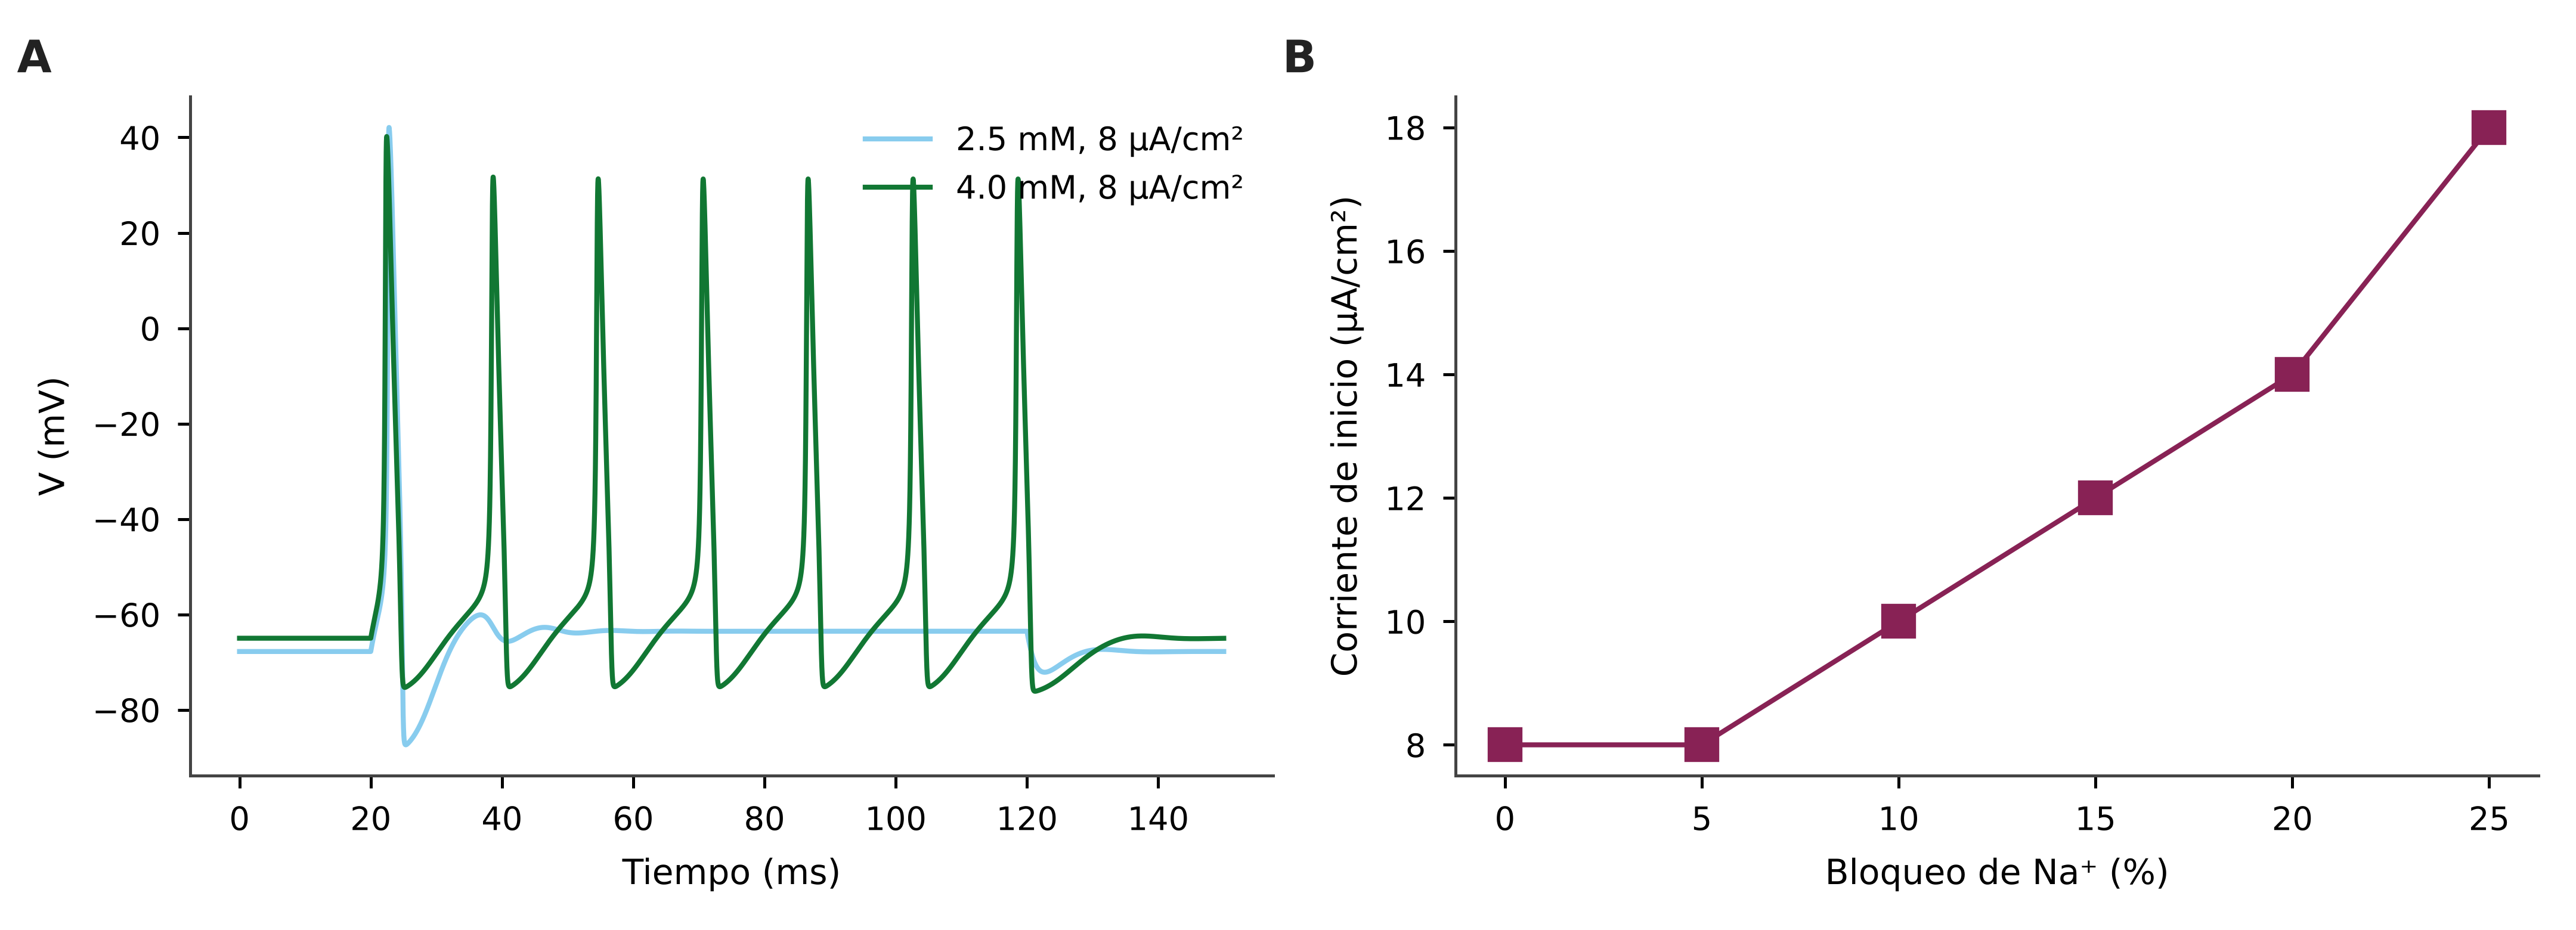 A
V (mV)
40
20
0
−20
−40
−60
−80
2.5 mM, 8 µA/cm²
4.0 mM, 8 µA/cm²
0 20 40 60 80 100 120 140
Tiempo (ms)
B
Corriente de inicio (µA/cm²)
18
16
14
12
10
8
0 5 10 15 20 25
Bloqueo de Na⁺ (%)